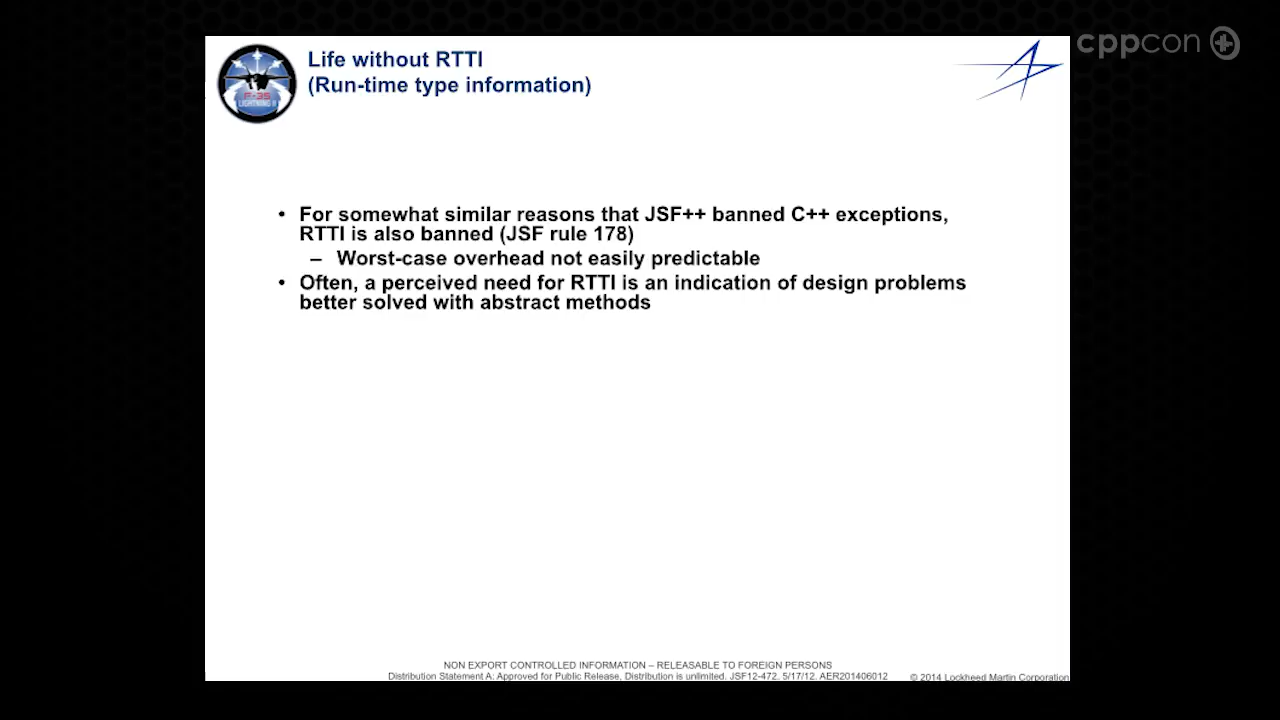 cppcon
Life without RTTI
(Run-time type information)
F-35
LIGHTNING II
• For somewhat similar reasons that JSF++ banned C++ exceptions,
RTTI is also banned (JSF rule 178)
– Worst-case overhead not easily predictable
• Often, a perceived need for RTTI is an indication of design problems
better solved with abstract methods
NON EXPORT CONTROLLED INFORMATION – RELEASABLE TO FOREIGN PERSONS
Distribution Statement A: Approved for Public Release, Distribution is unlimited. JSF12-472. 5/17/12. AER201406012
© 2014 Lockheed Martin Corporation